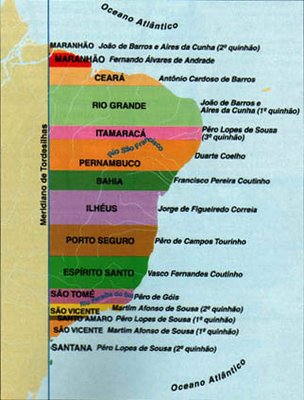 Oceano Atlântico
MARANHÃO João de Barros e Aires da Cunha (2º quinhão)
MARANHÃO Fernando Álvares de Andrade
CEARÁ Antônio Cardoso de Barros
RIO GRANDE João de Barros e
Aires da Cunha (1º quinhão)
ITAMARACÁ Pêro Lopes de Sousa
(3º quinhão)
Rio São Francisco
PERNAMBUCO Duarte Coelho
BAHIA Francisco Pereira Coutinho
ILHÉUS Jorge de Figueiredo Correia
PORTO SEGURO Pêro de Campos Tourinho
ESPÍRITO SANTO Vasco Fernandes Coutinho
SÃO TOMÉ Pêro de Góis
Rio Paraíba do Sul
SÃO VICENTE Martim Afonso de Sousa (2º quinhão)
SANTO AMARO Pêro Lopes de Sousa (1º quinhão)
SÃO VICENTE Martim Afonso de Sousa (1º quinhão)
SANTANA Pêro Lopes de Sousa (2º quinhão)
Meridiano de Tordesilhas
Oceano Atlântico